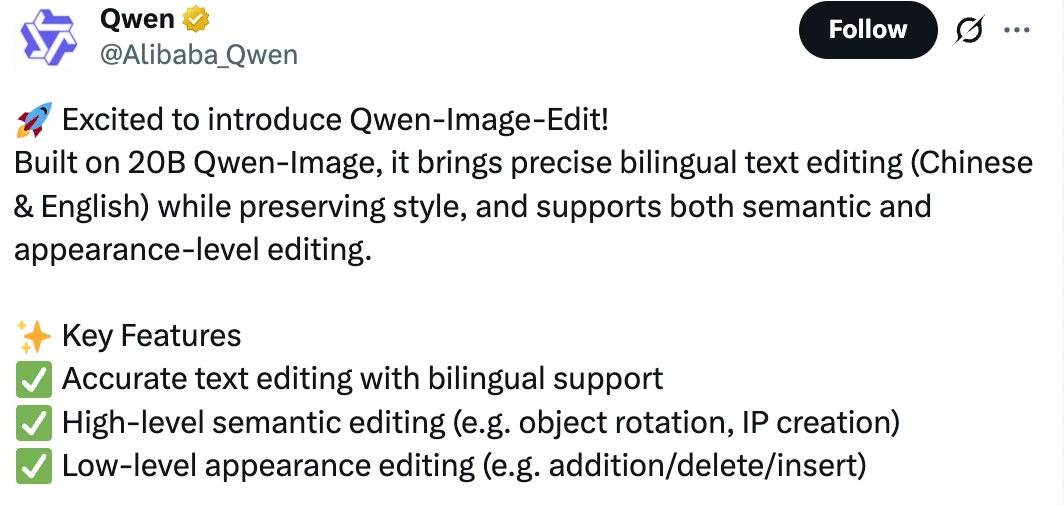 Qwen
@Alibaba_Qwen
Follow
🚀 Excited to introduce Qwen-Image-Edit!
Built on 20B Qwen-Image, it brings precise bilingual text editing (Chinese
& English) while preserving style, and supports both semantic and
appearance-level editing.
✨ Key Features
✅ Accurate text editing with bilingual support
✅ High-level semantic editing (e.g. object rotation, IP creation)
✅ Low-level appearance editing (e.g. addition/delete/insert)